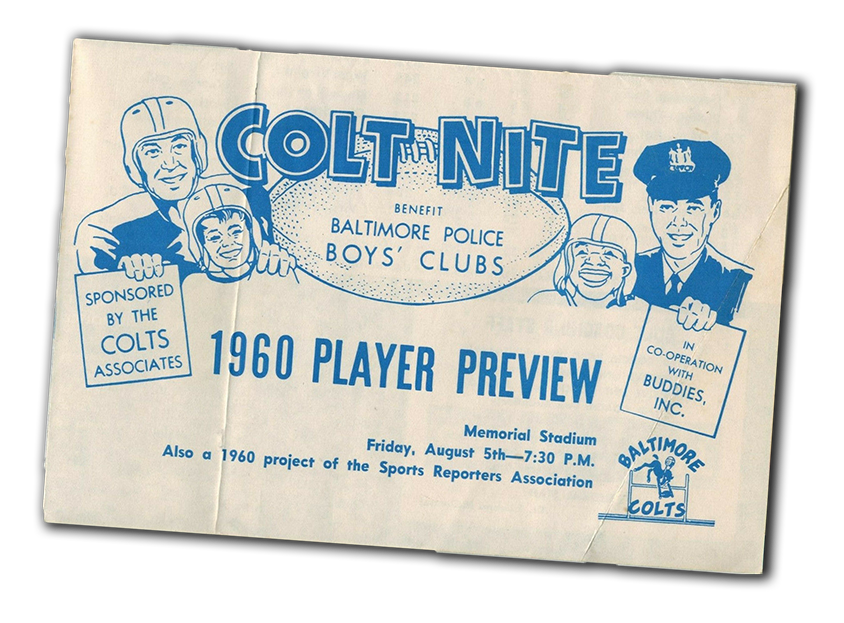 COLT NITE
BENEFIT
BALTIMORE POLICE
BOYS' CLUBS
SPONSORED
BY THE
COLTS
ASSOCIATES
IN
CO-OPERATION
WITH
BUDDIES,
INC.
1960 PLAYER PREVIEW
Memorial Stadium
Friday, August 5th—7:30 P.M.
Also a 1960 project of the Sports Reporters Association
BALTIMORE
COLTS